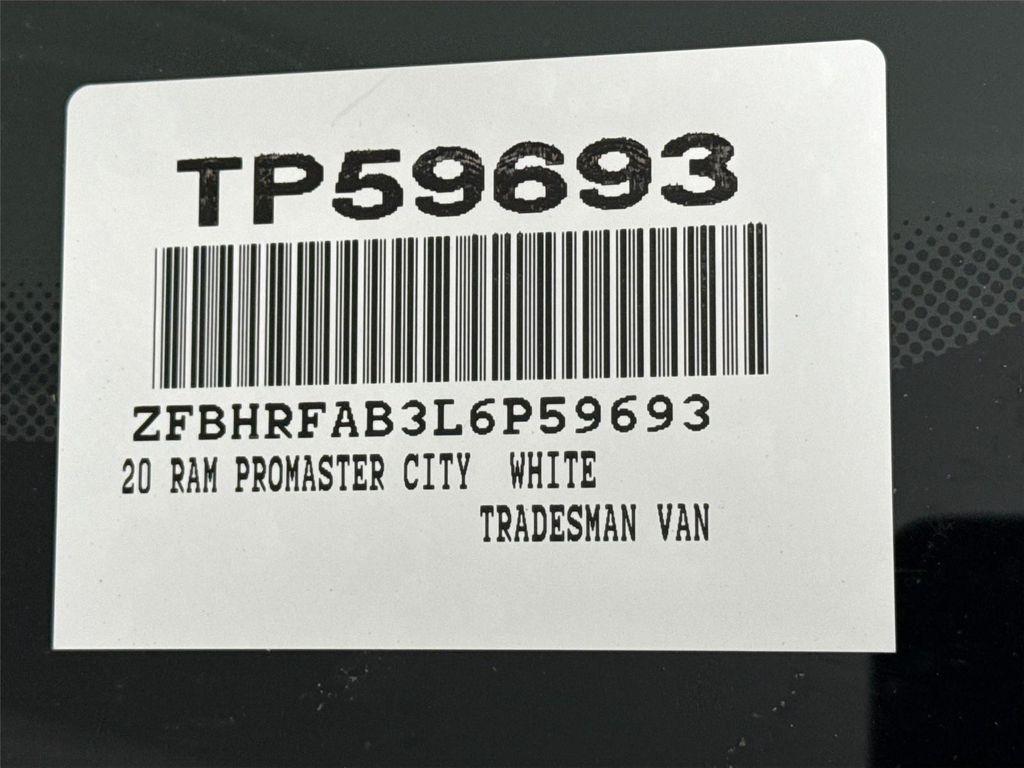 TP59693
ZFBHRFAB3L6P59693
20 RAM PROMASTER CITY WHITE
TRADESMAN VAN